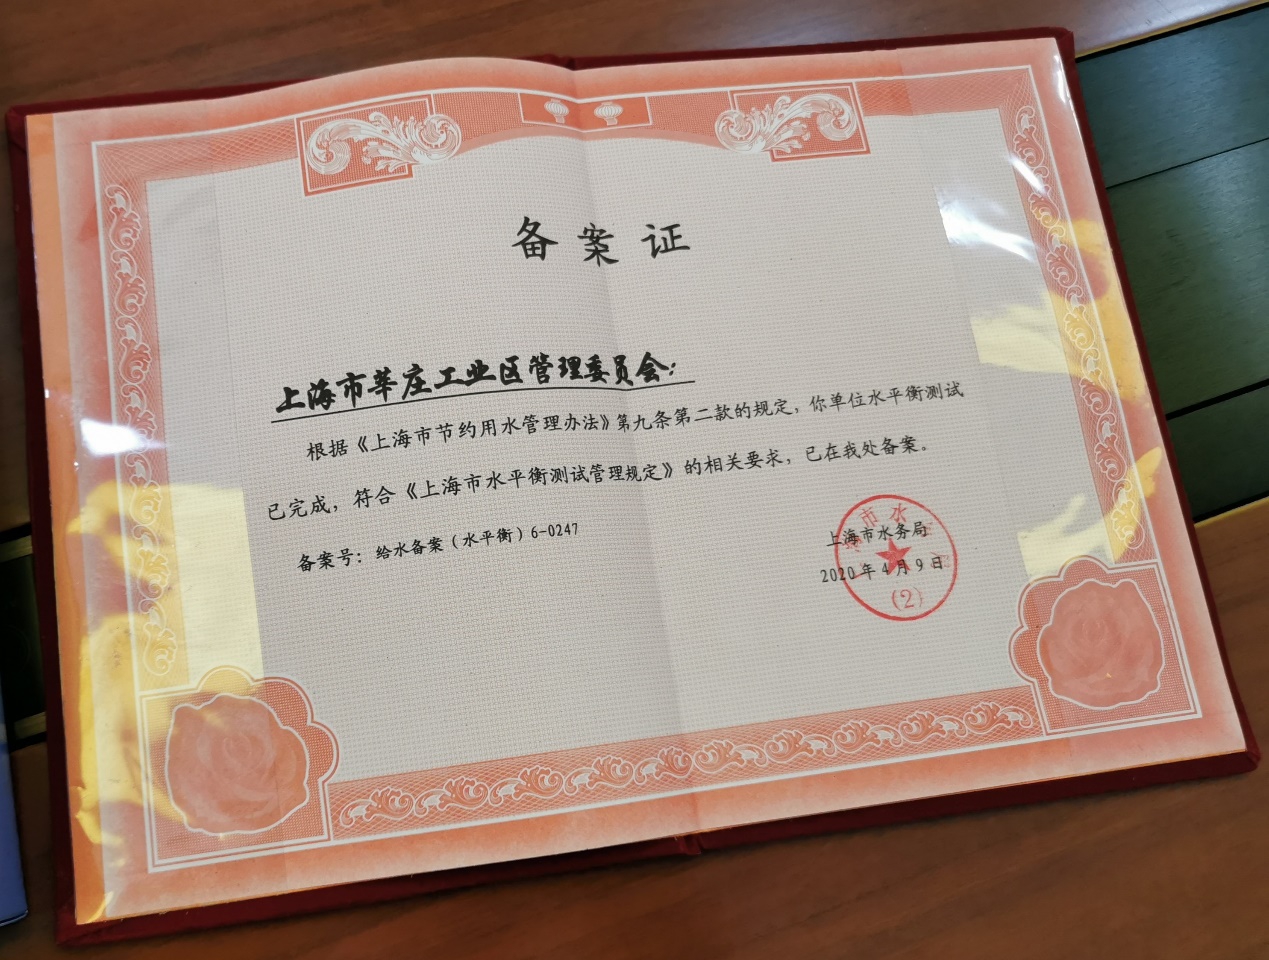 备案证
上海市莘庄工业区管理委员会:
根据《上海市节约用水管理办法》第九条第二款的规定，你单位水平衡测试
已完成，符合《上海市水平衡测试管理规定》的相关要求，已在我处备案。
备案号：给水备案（水平衡）6-0247
上海市水务局
2020年4月9日
市水
(2)